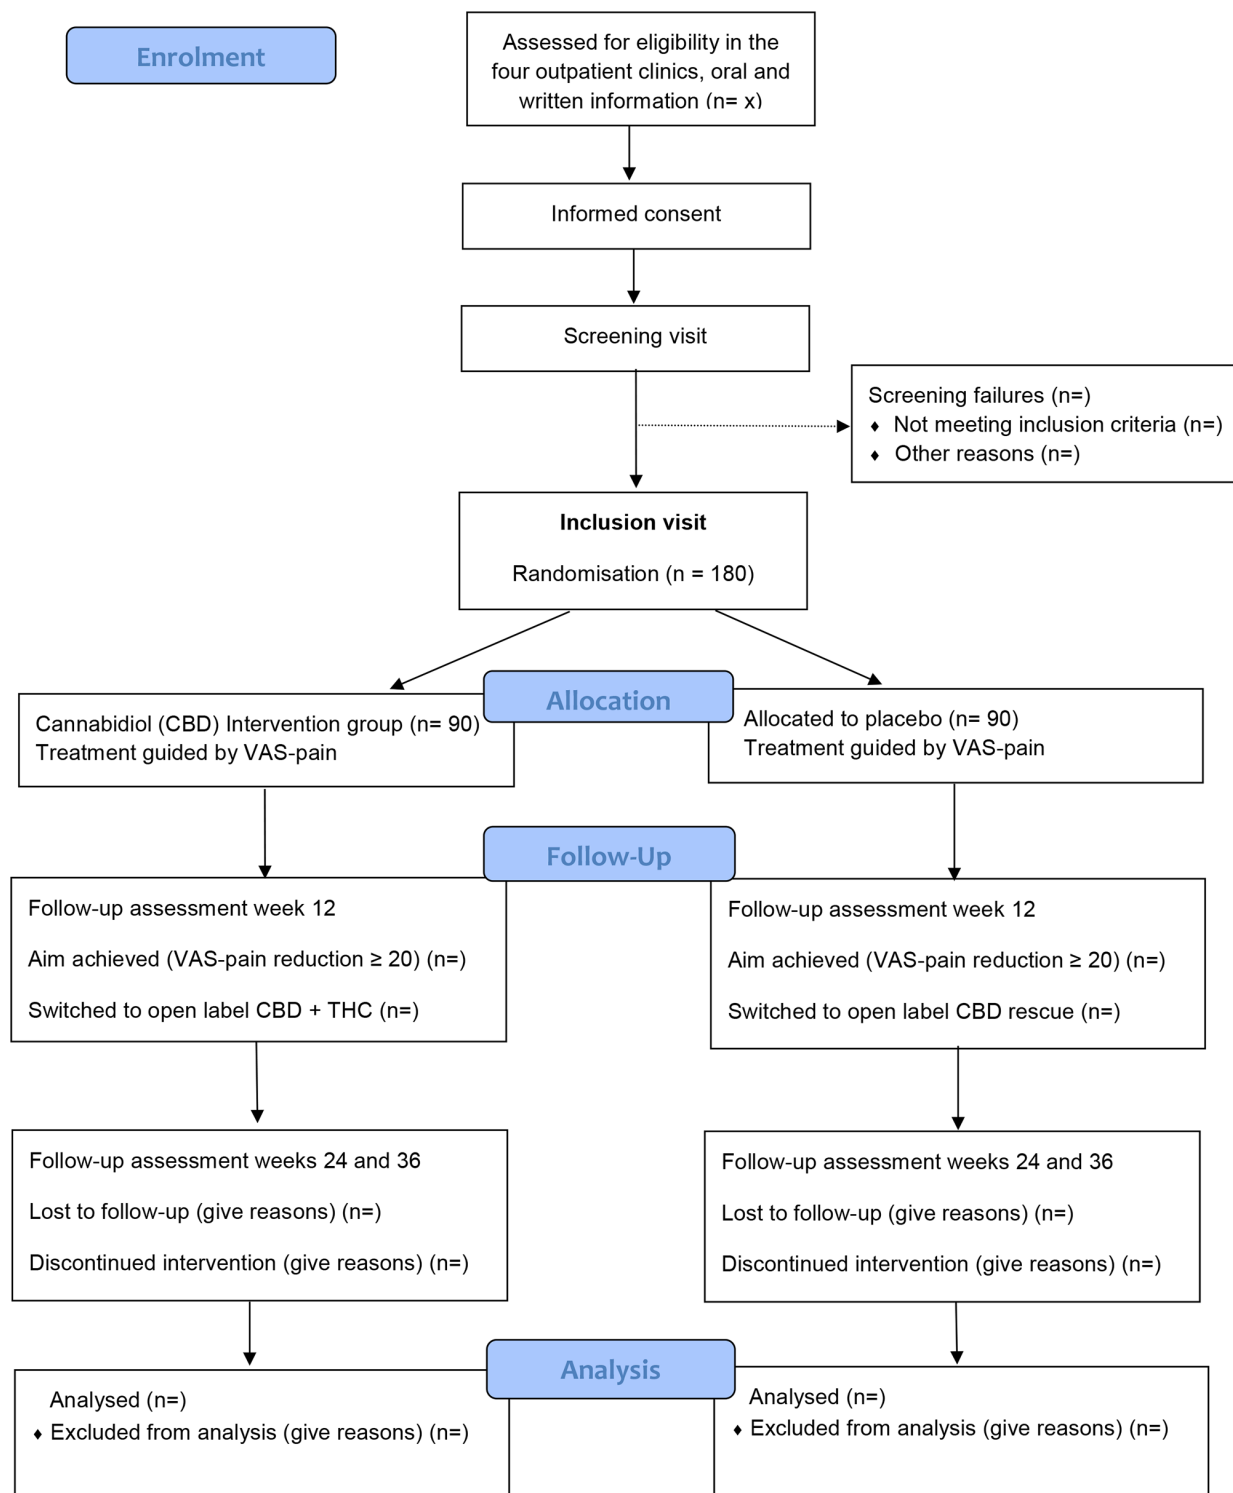 Enrolment
Assessed for eligibility in the
four outpatient clinics, oral and
written information (n= x)
Informed consent
Screening visit
Screening failures (n=)
♦ Not meeting inclusion criteria (n=)
♦ Other reasons (n=)
Inclusion visit
Randomisation (n = 180)
Allocation
Cannabidiol (CBD) Intervention group (n= 90)
Treatment guided by VAS-pain
Allocated to placebo (n= 90)
Treatment guided by VAS-pain
Follow-Up
Follow-up assessment week 12
Aim achieved (VAS-pain reduction ≥ 20) (n=)
Switched to open label CBD + THC (n=)
Follow-up assessment week 12
Aim achieved (VAS-pain reduction ≥ 20) (n=)
Switched to open label CBD rescue (n=)
Follow-up assessment weeks 24 and 36
Lost to follow-up (give reasons) (n=)
Discontinued intervention (give reasons) (n=)
Follow-up assessment weeks 24 and 36
Lost to follow-up (give reasons) (n=)
Discontinued intervention (give reasons) (n=)
Analysis
Analysed (n=)
♦ Excluded from analysis (give reasons) (n=)
Analysed (n=)
♦ Excluded from analysis (give reasons) (n=)